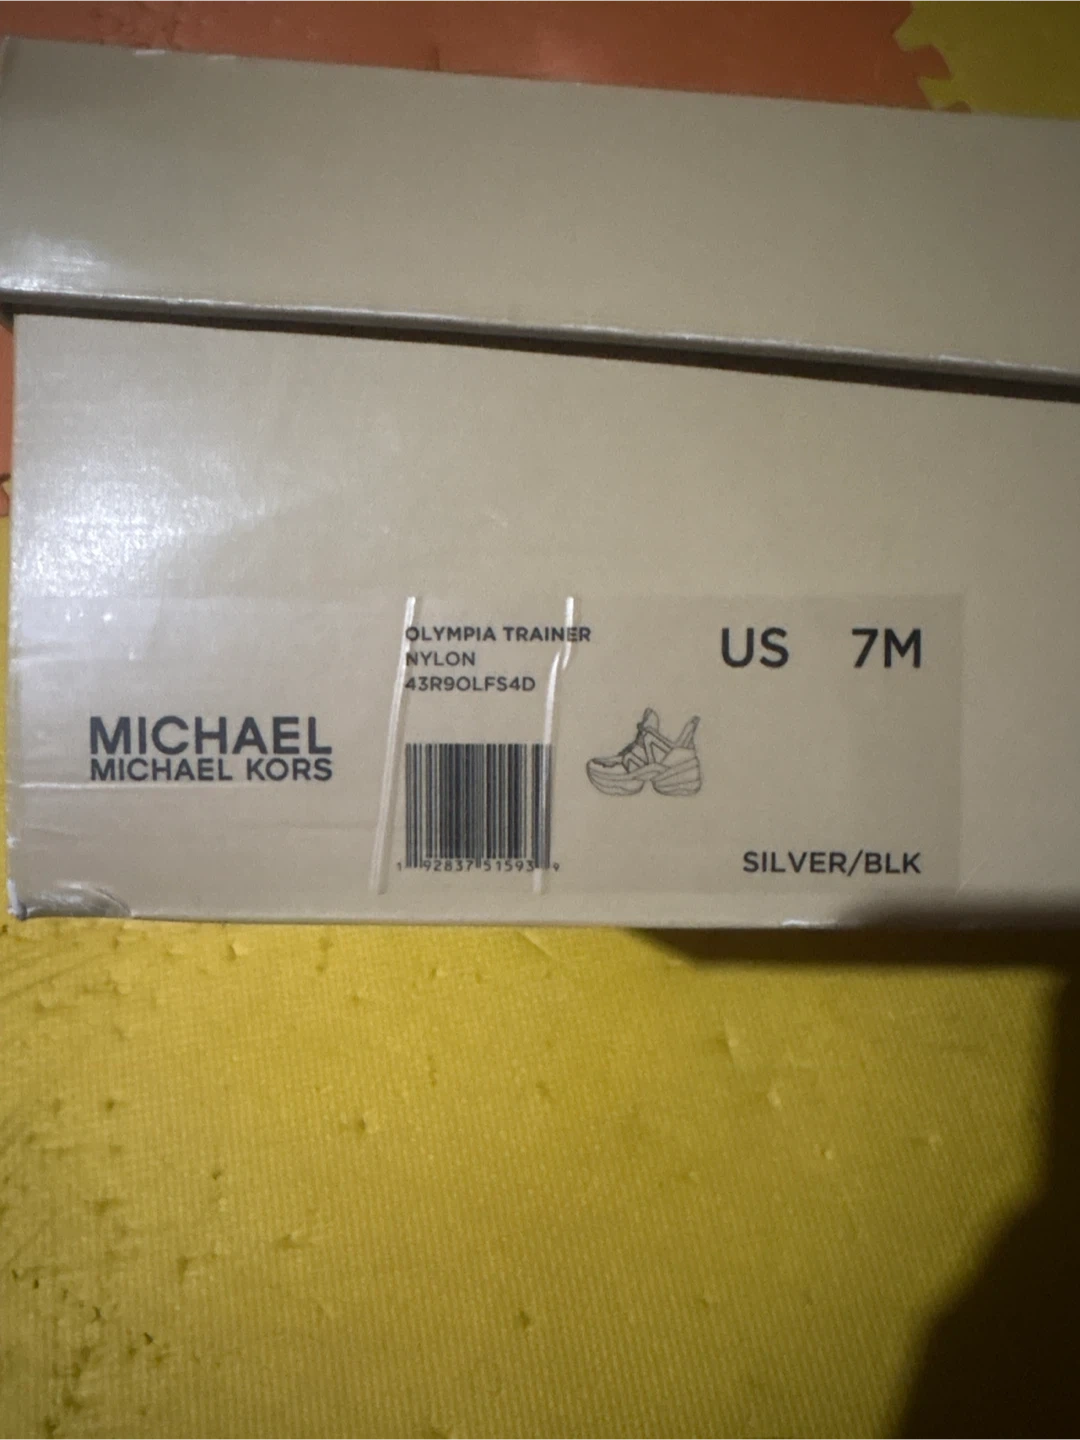 OLYMPIA TRAINER
NYLON
43R9OLFS4D
US 7M
MICHAEL
MICHAEL KORS
1 92837 51593 9
SILVER/BLK